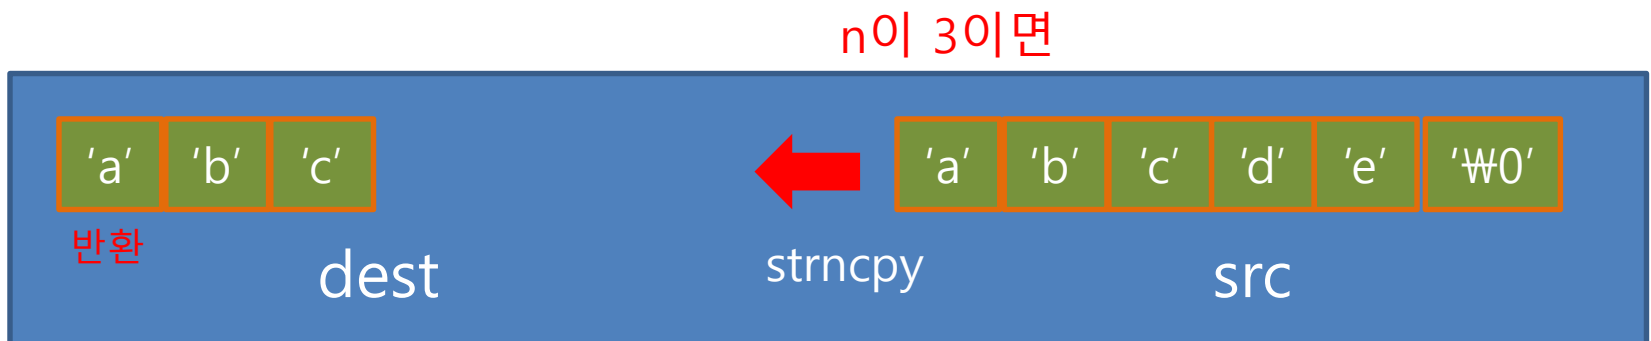 n이 3이면
‘a’ ‘b’ ‘c’ ‘a’ ‘b’ ‘c’ ‘d’ ‘e’ ‘₩0’
반환
dest strncpy src